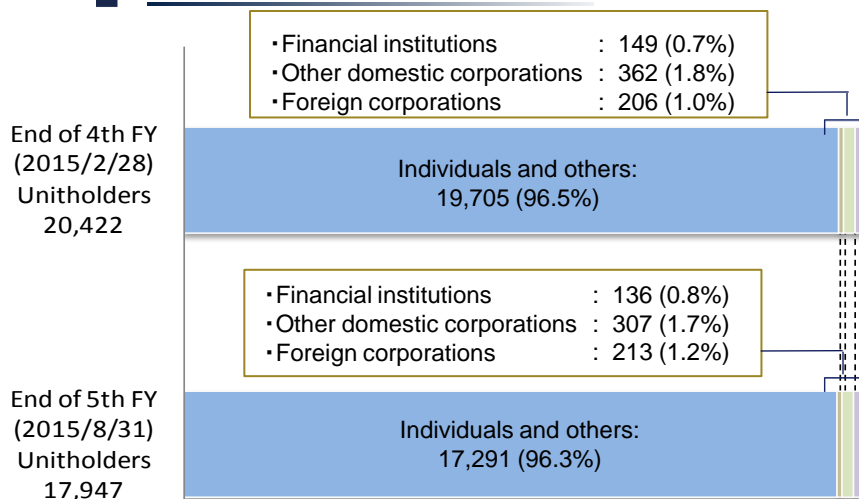 ・Financial institutions : 149 (0.7%)
・Other domestic corporations : 362 (1.8%)
・Foreign corporations : 206 (1.0%)
End of 4th FY
(2015/2/28)
Unitholders
20,422
Individuals and others:
19,705 (96.5%)
・Financial institutions : 136 (0.8%)
・Other domestic corporations : 307 (1.7%)
・Foreign corporations : 213 (1.2%)
End of 5th FY
(2015/8/31)
Unitholders
17,947
Individuals and others:
17,291 (96.3%)